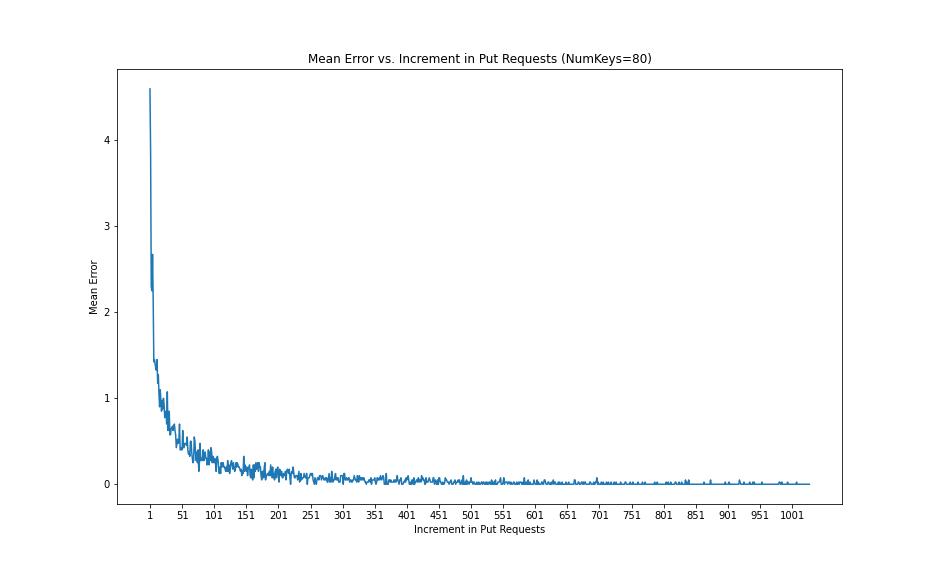 Mean Error vs. Increment in Put Requests (NumKeys=80)
Mean Error
4
3
2
1
0
1 51 101 151 201 251 301 351 401 451 501 551 601 651 701 751 801 851 901 951 1001
Increment in Put Requests